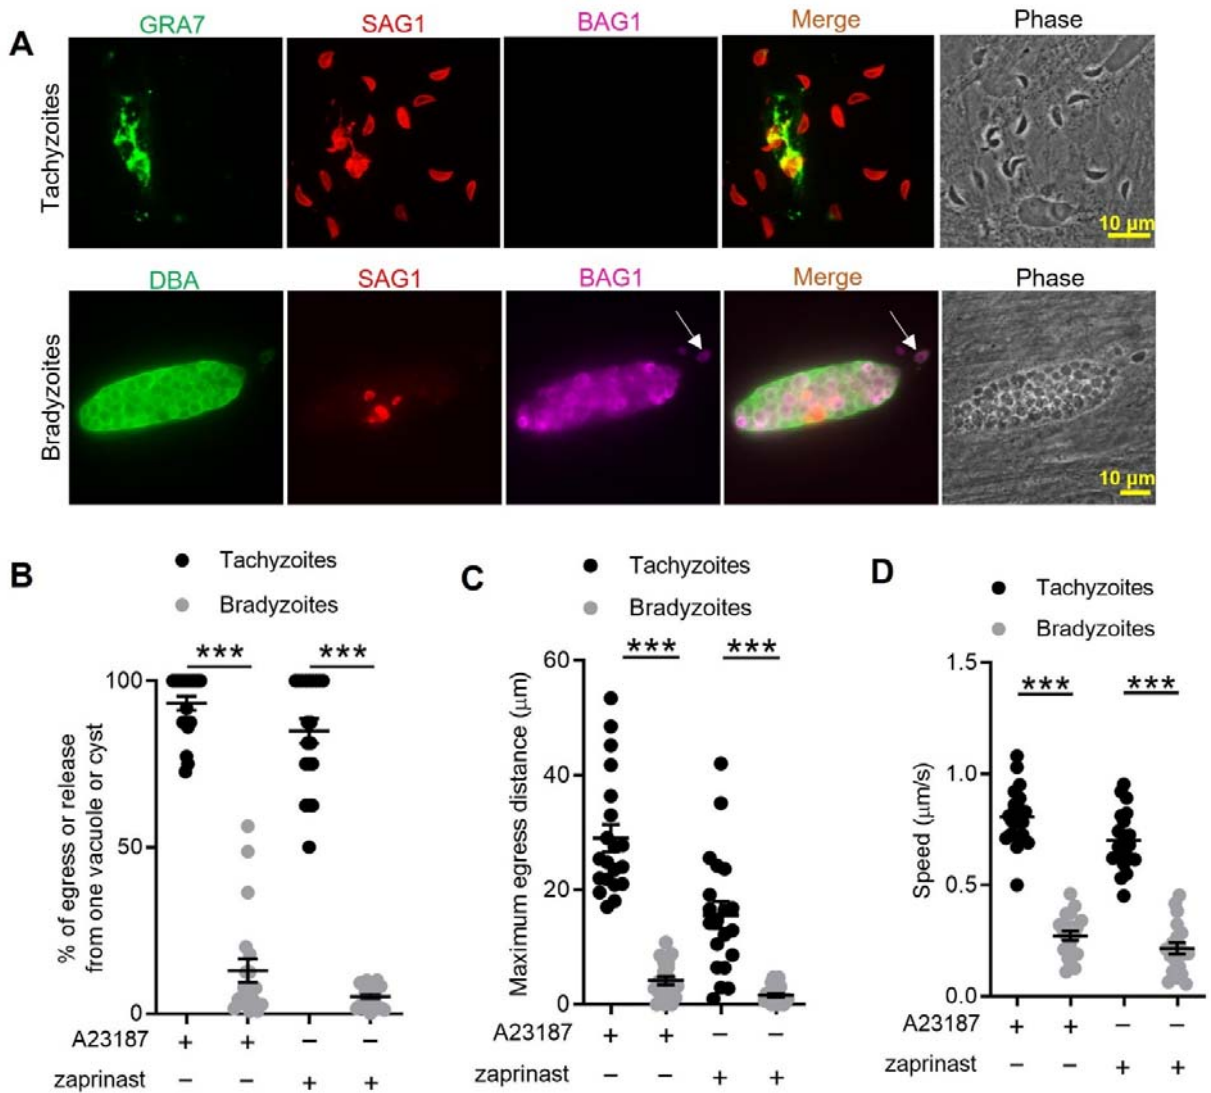 A
GRA7 SAG1 BAG1 Merge Phase
Tachyzoites
10 µm
DBA SAG1 BAG1 Merge Phase
Bradyzoites
10 µm
B
Tachyzoites
Bradyzoites
*** ***
% of egress or release
from one vacuole or cyst
100
50
0
A23187 + + – –
zaprinast – – + +
C
Tachyzoites
Bradyzoites
*** ***
Maximum egress distance (µm)
60
40
20
0
A23187 + + – –
zaprinast – – + +
D
Tachyzoites
Bradyzoites
*** ***
Speed (µm/s)
1.5
1.0
0.5
0.0
A23187 + + – –
zaprinast – – + +